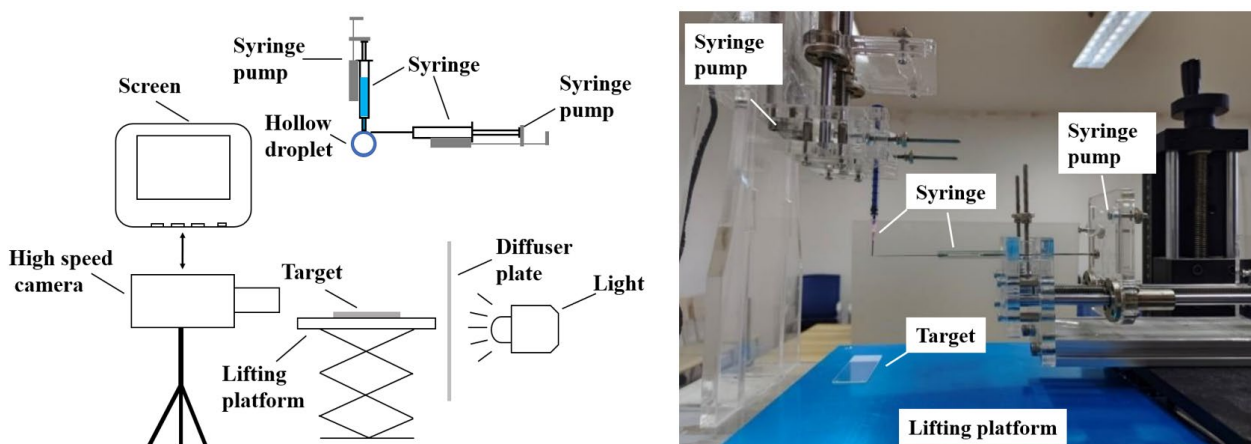 Syringe
pump
Syringe
Syringe
pump
Screen
Hollow
droplet
High speed
camera
Target
Diffuser
plate
Light
Lifting
platform
Syringe
pump
Syringe
pump
Syringe
Target
Lifting platform